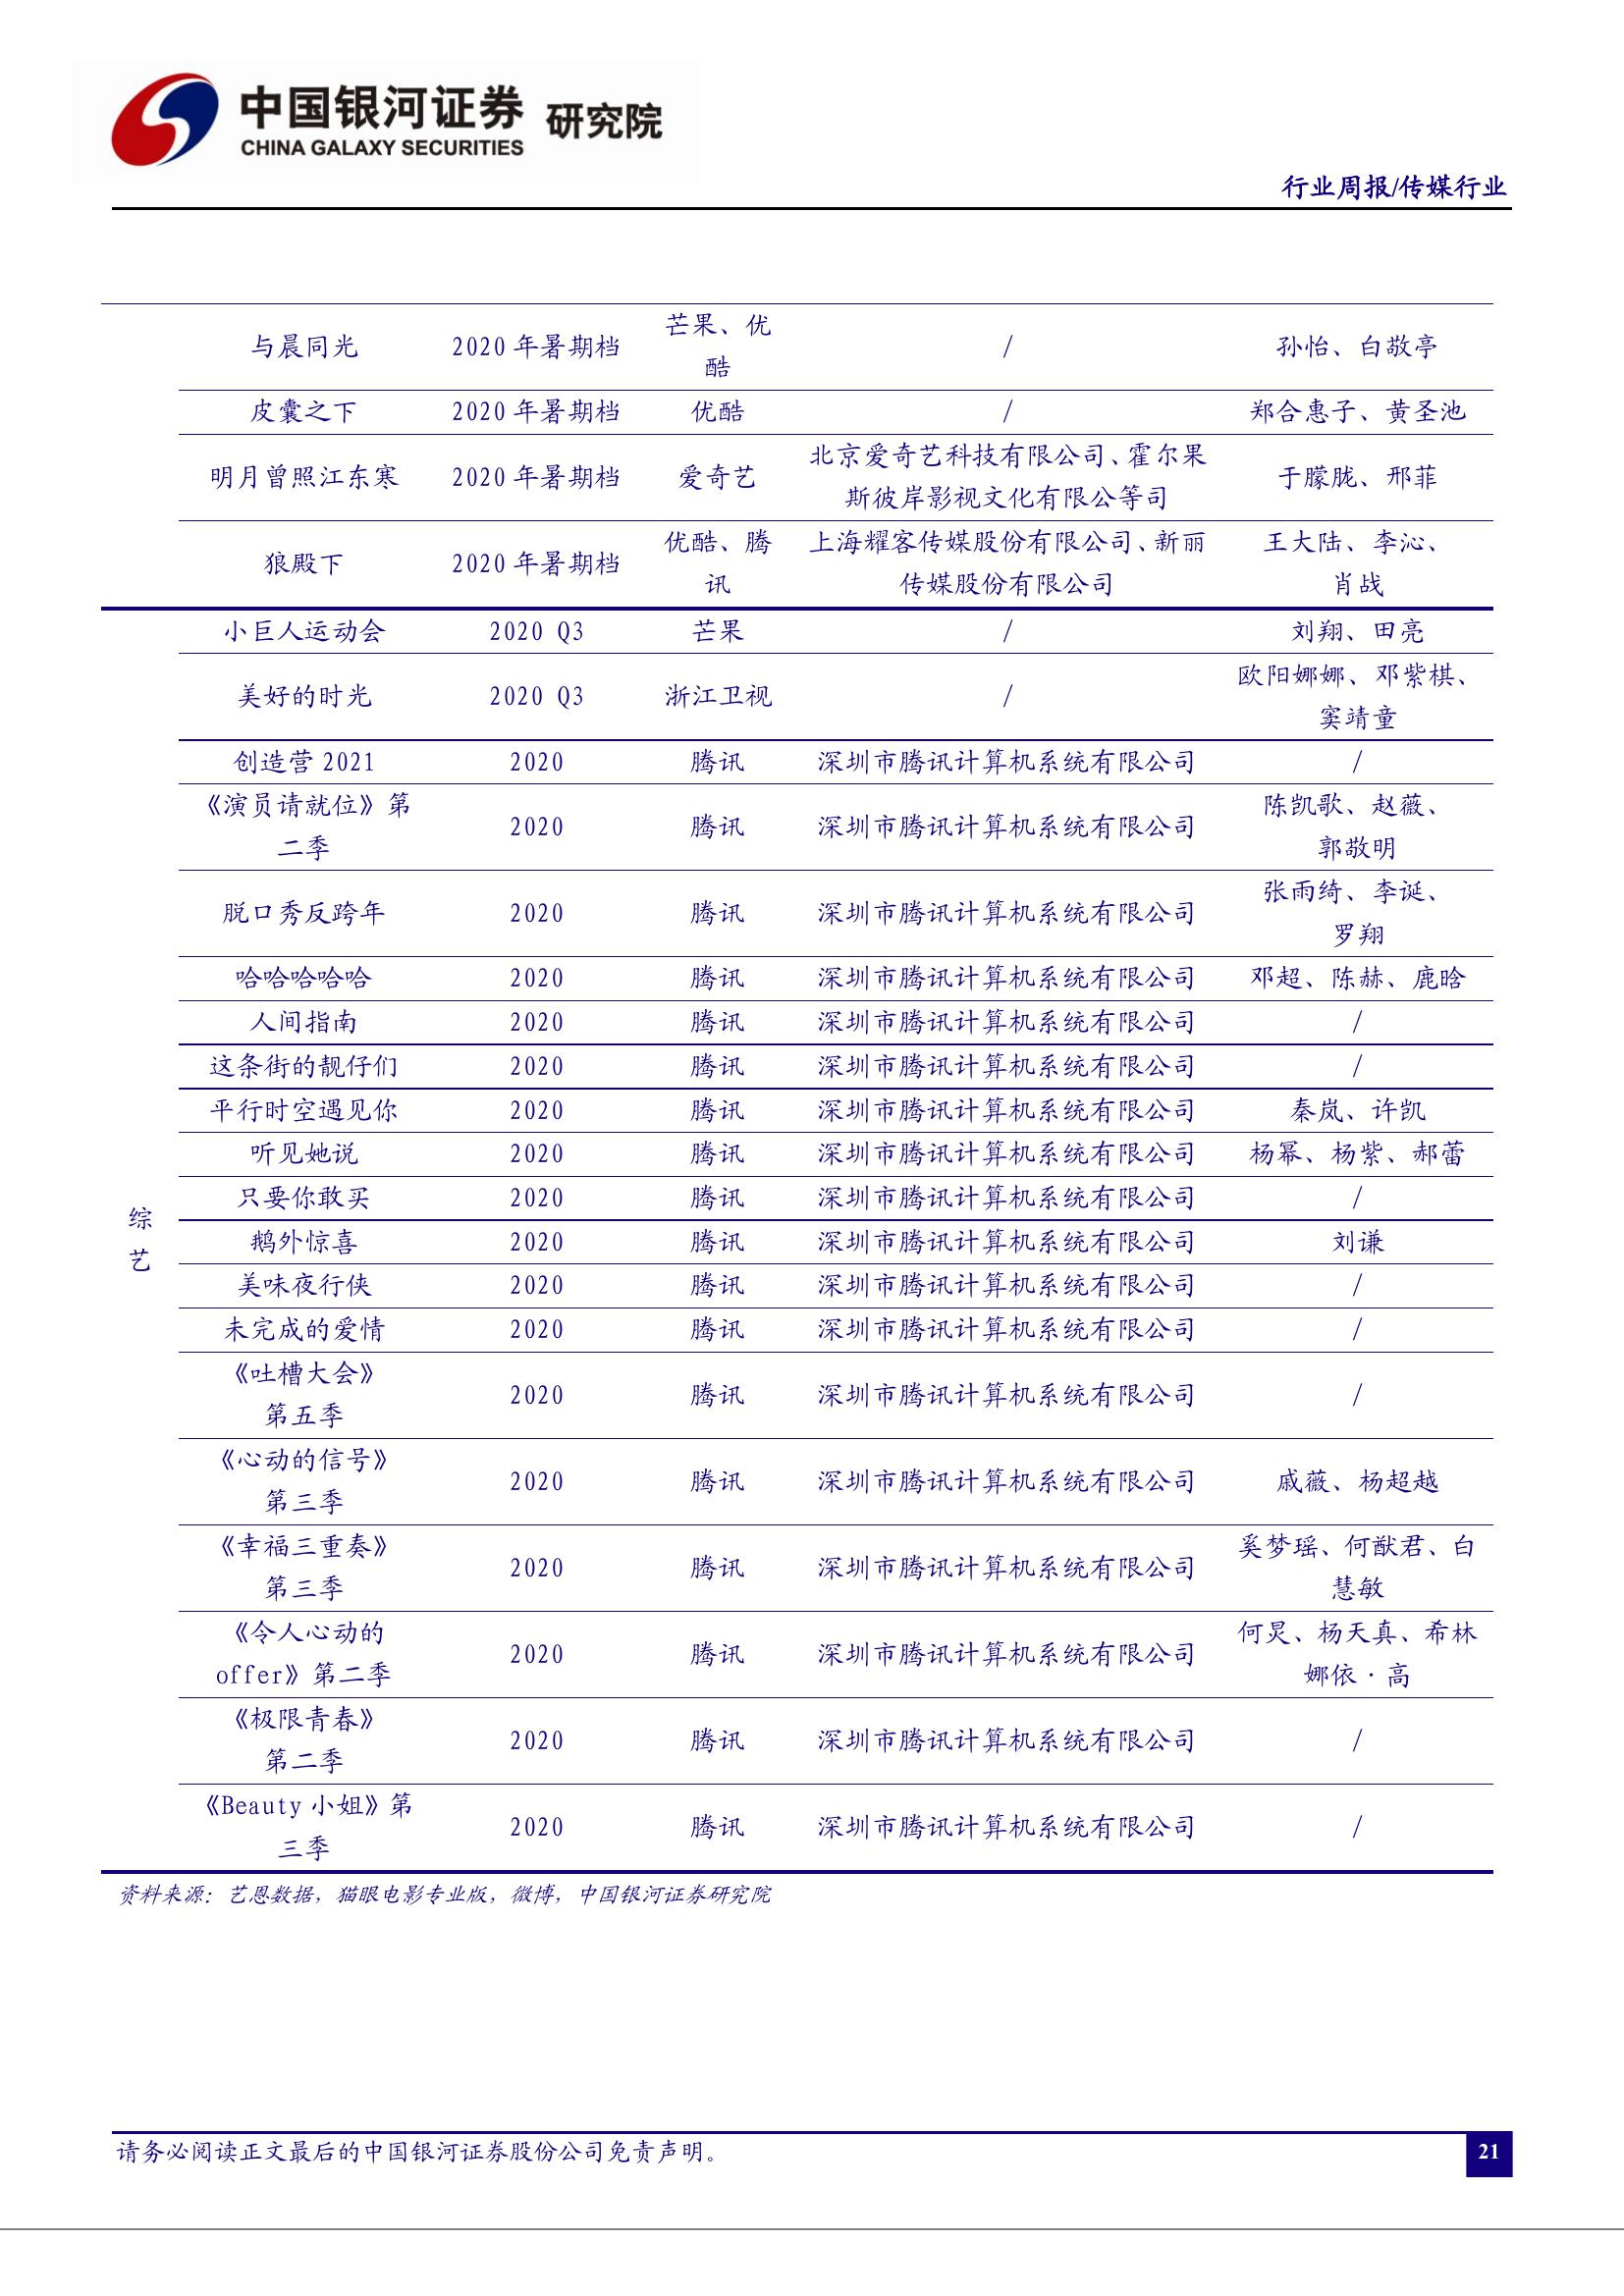 中国银河证券 研究院
CHINA GALAXY SECURITIES
行业周报/传媒行业
与晨同光 2020 年暑期档 芒果、优酷 / 孙怡、白敬亭
皮囊之下 2020 年暑期档 优酷 / 郑合惠子、黄圣池
明月曾照江东寒 2020 年暑期档 爱奇艺 北京爱奇艺科技有限公司、霍尔果斯彼岸影视文化有限公等司 于朦胧、邢菲
狼殿下 2020 年暑期档 优酷、腾讯 上海耀客传媒股份有限公司、新丽传媒股份有限公司 王大陆、李沁、肖战
综艺
小巨人运动会 2020 Q3 芒果 / 刘翔、田亮
美好的时光 2020 Q3 浙江卫视 / 欧阳娜娜、邓紫棋、窦靖童
创造营 2021 2020 腾讯 深圳市腾讯计算机系统有限公司 /
《演员请就位》第二季 2020 腾讯 深圳市腾讯计算机系统有限公司 陈凯歌、赵薇、郭敬明
脱口秀反跨年 2020 腾讯 深圳市腾讯计算机系统有限公司 张雨绮、李诞、罗翔
哈哈哈哈哈 2020 腾讯 深圳市腾讯计算机系统有限公司 邓超、陈赫、鹿晗
人间指南 2020 腾讯 深圳市腾讯计算机系统有限公司 /
这条街的靓仔们 2020 腾讯 深圳市腾讯计算机系统有限公司 /
平行时空遇见你 2020 腾讯 深圳市腾讯计算机系统有限公司 秦岚、许凯
听见她说 2020 腾讯 深圳市腾讯计算机系统有限公司 杨幂、杨紫、郝蕾
只要你敢买 2020 腾讯 深圳市腾讯计算机系统有限公司 /
鹅外惊喜 2020 腾讯 深圳市腾讯计算机系统有限公司 刘谦
美味夜行侠 2020 腾讯 深圳市腾讯计算机系统有限公司 /
未完成的爱情 2020 腾讯 深圳市腾讯计算机系统有限公司 /
《吐槽大会》第五季 2020 腾讯 深圳市腾讯计算机系统有限公司 /
《心动的信号》第三季 2020 腾讯 深圳市腾讯计算机系统有限公司 戚薇、杨超越
《幸福三重奏》第三季 2020 腾讯 深圳市腾讯计算机系统有限公司 奚梦瑶、何猷君、白慧敏
《令人心动的offer》第二季 2020 腾讯 深圳市腾讯计算机系统有限公司 何炅、杨天真、希林娜依·高
《极限青春》第二季 2020 腾讯 深圳市腾讯计算机系统有限公司 /
《Beauty 小姐》第三季 2020 腾讯 深圳市腾讯计算机系统有限公司 /
资料来源：艺恩数据，猫眼电影专业版，微博，中国银河证券研究院
请务必阅读正文最后的中国银河证券股份公司免责声明。
21